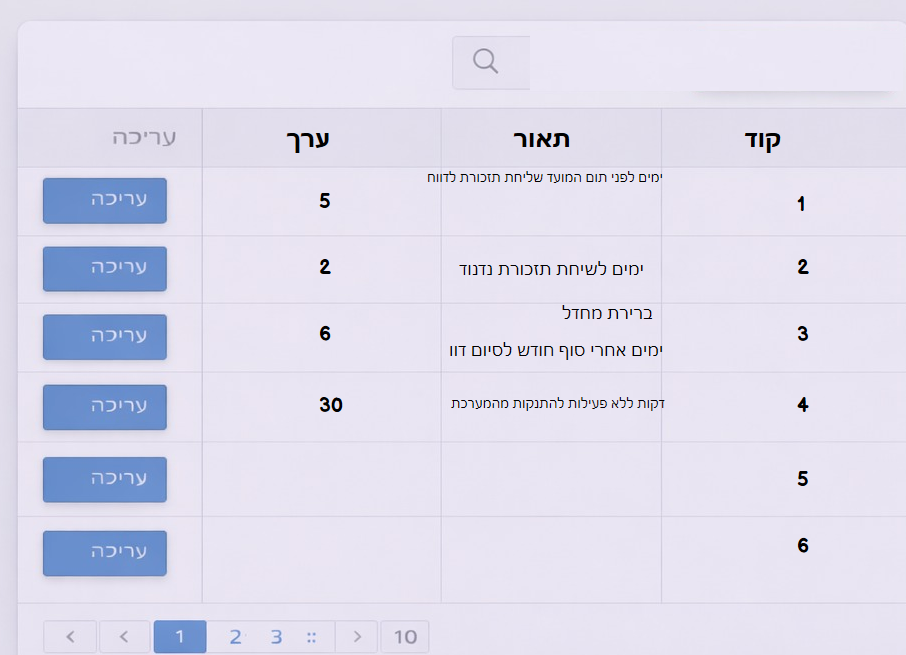 קוד תאור ערך עריכה
1 ימים לפני תום המועד שליחת תזכורת לדווח 5 עריכה
2 ימים לשיחת תזכורת נדנוד 2 עריכה
ברירת מחדל
3 ימים אחרי סוף חודש לסיום דוו 6 עריכה
4 דקות ללא פעילות להתנקות מהמערכת 30 עריכה
5 עריכה
6 עריכה
< < 1 2 3 :: > 10